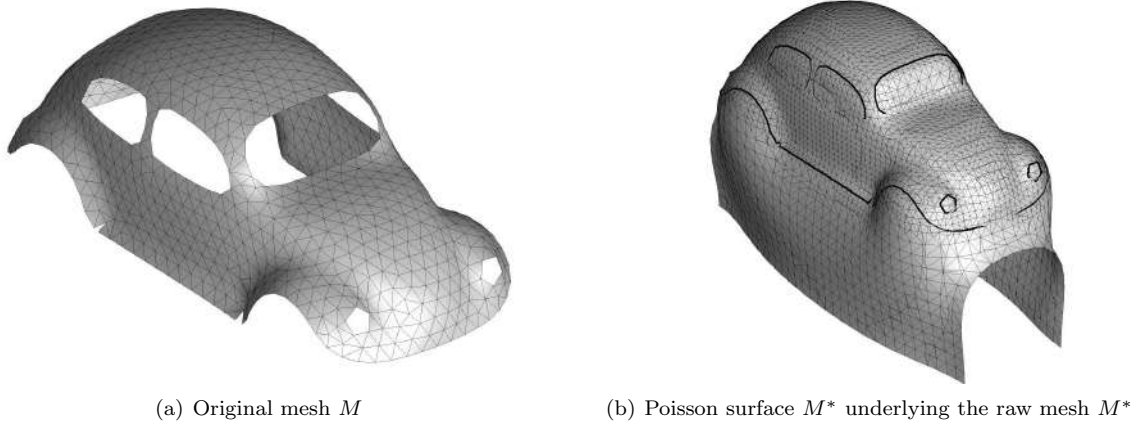 (a) Original mesh M
(b) Poisson surface M* underlying the raw mesh M*